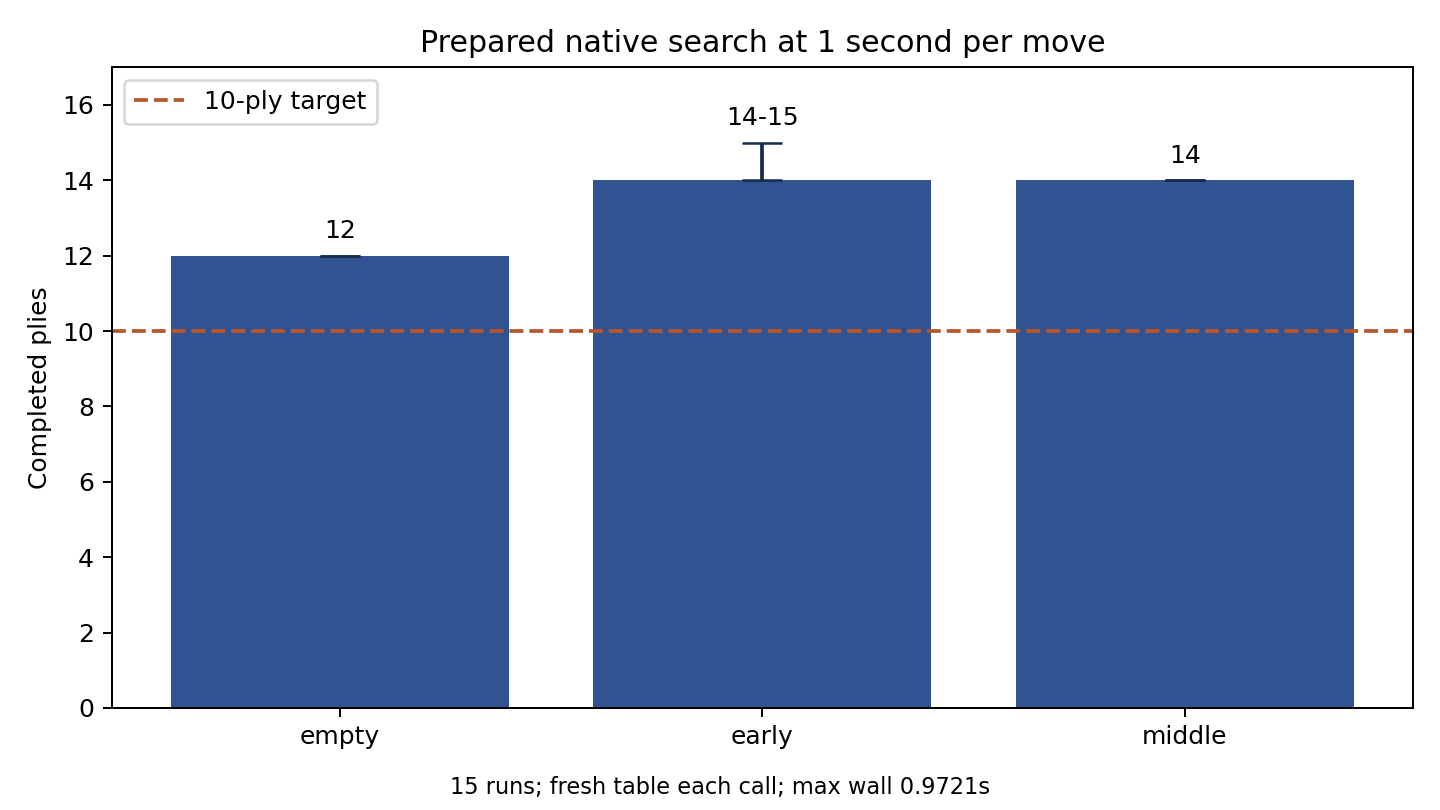 Prepared native search at 1 second per move
10-ply target
16
14
12
10
8
6
4
2
0
Completed plies
12
14-15
14
empty
early
middle
15 runs; fresh table each call; max wall 0.9721s